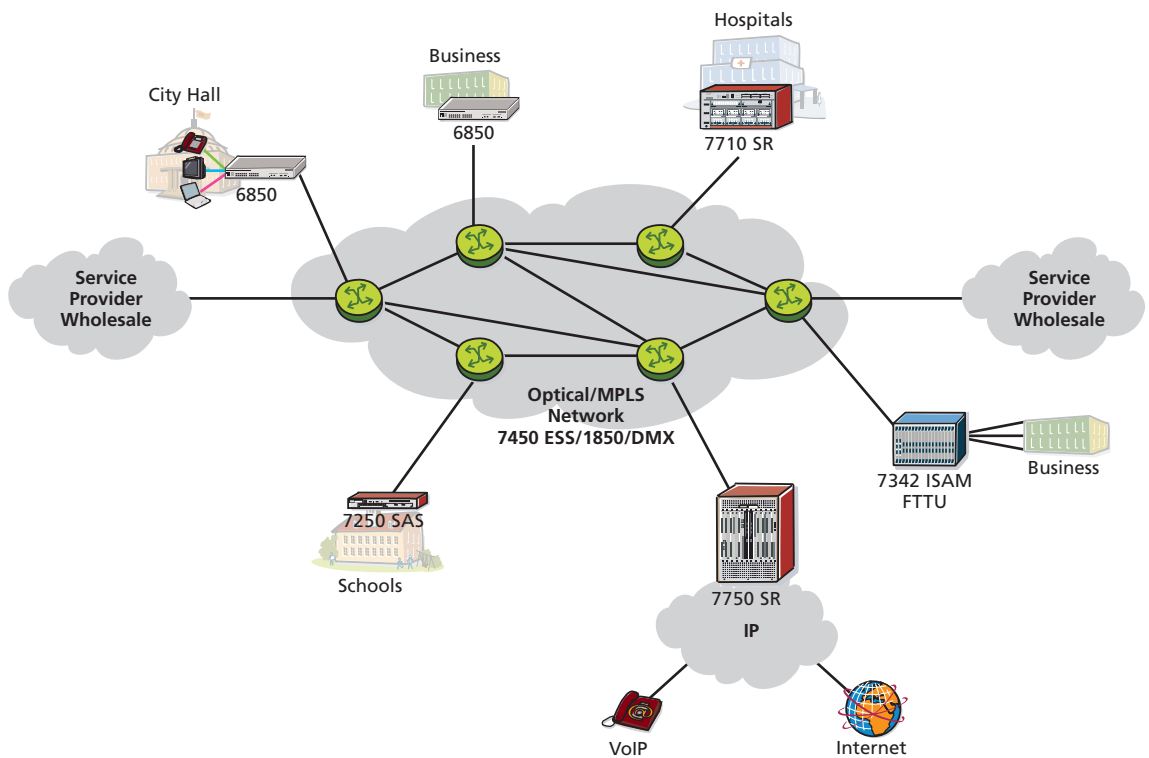 Hospitals
Business
City Hall
6850
7710 SR
6850
Service
Provider
Wholesale
Service
Provider
Wholesale
Optical/MPLS
Network
7450 ESS/1850/DMX
7342 ISAM
FTTU
Business
7250 SAS
Schools
7750 SR
IP
VoIP
Internet